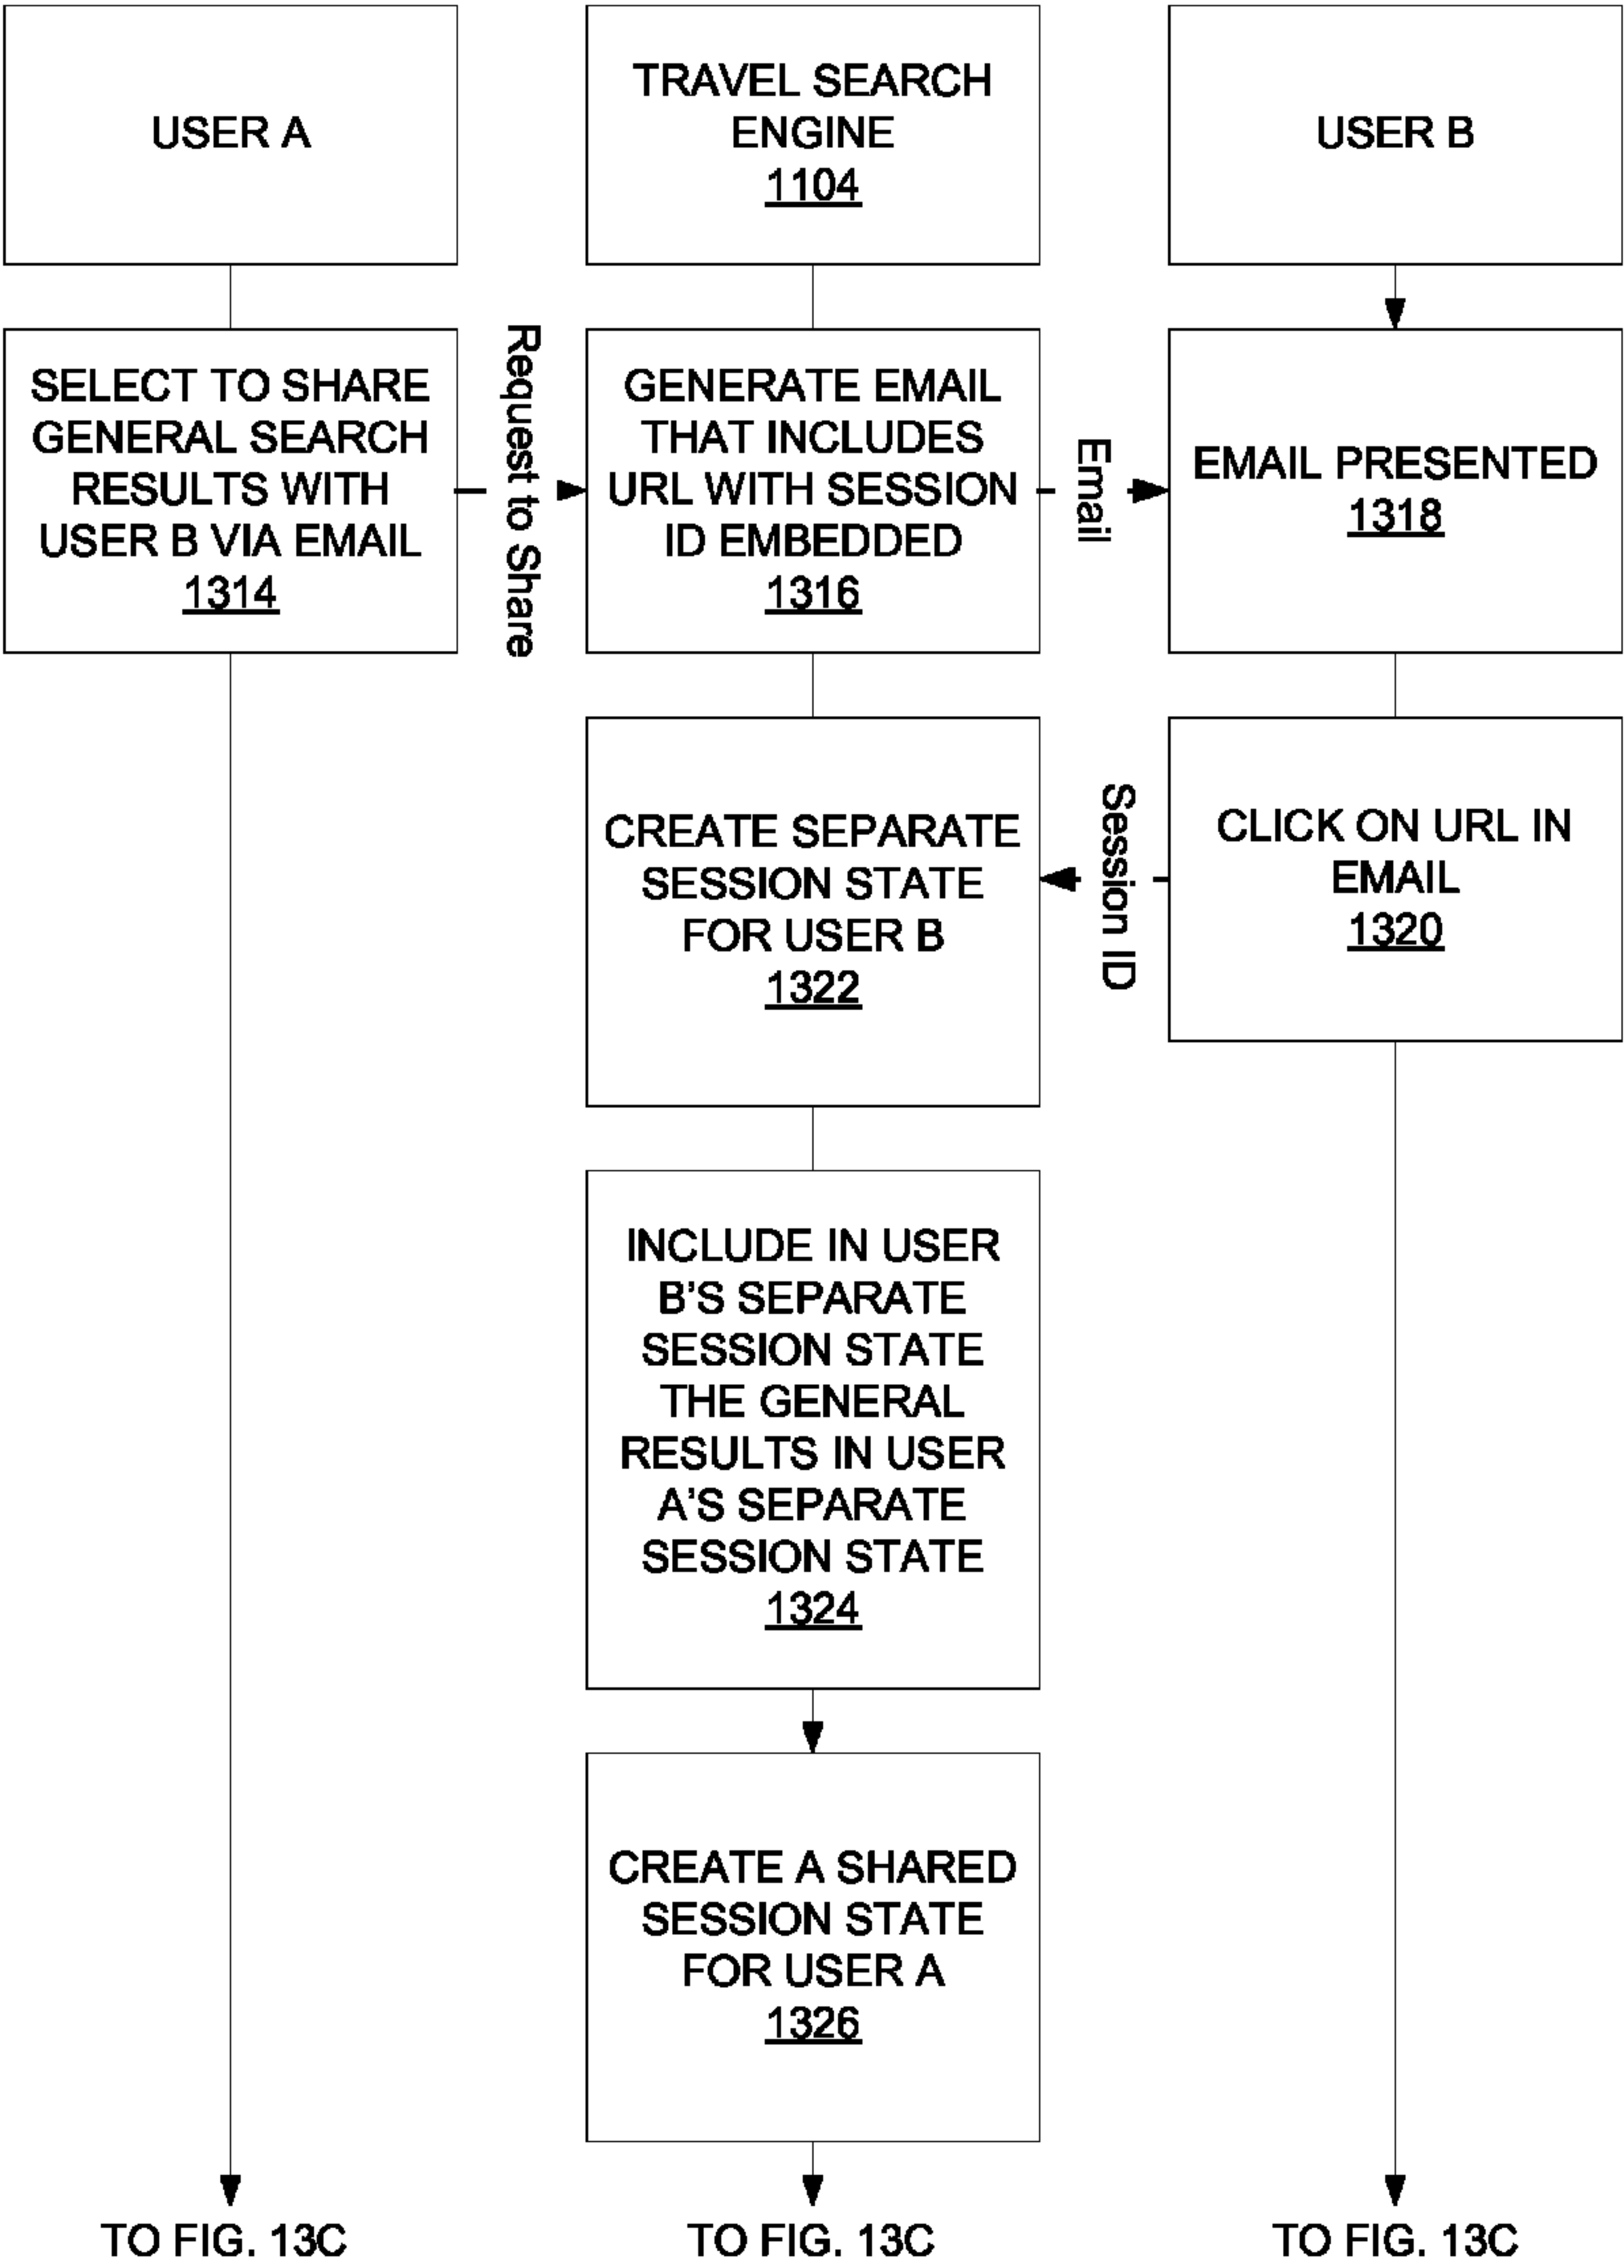 USER A
TRAVEL SEARCH
ENGINE
1104
USER B
SELECT TO SHARE
GENERAL SEARCH
RESULTS WITH
USER B VIA EMAIL
1314
Request to Share
GENERATE EMAIL
THAT INCLUDES
URL WITH SESSION
ID EMBEDDED
1316
Email
EMAIL PRESENTED
1318
CREATE SEPARATE
SESSION STATE
FOR USER B
1322
Session ID
CLICK ON URL IN
EMAIL
1320
INCLUDE IN USER
B'S SEPARATE
SESSION STATE
THE GENERAL
RESULTS IN USER
A'S SEPARATE
SESSION STATE
1324
CREATE A SHARED
SESSION STATE
FOR USER A
1326
TO FIG. 13C
TO FIG. 13C
TO FIG. 13C